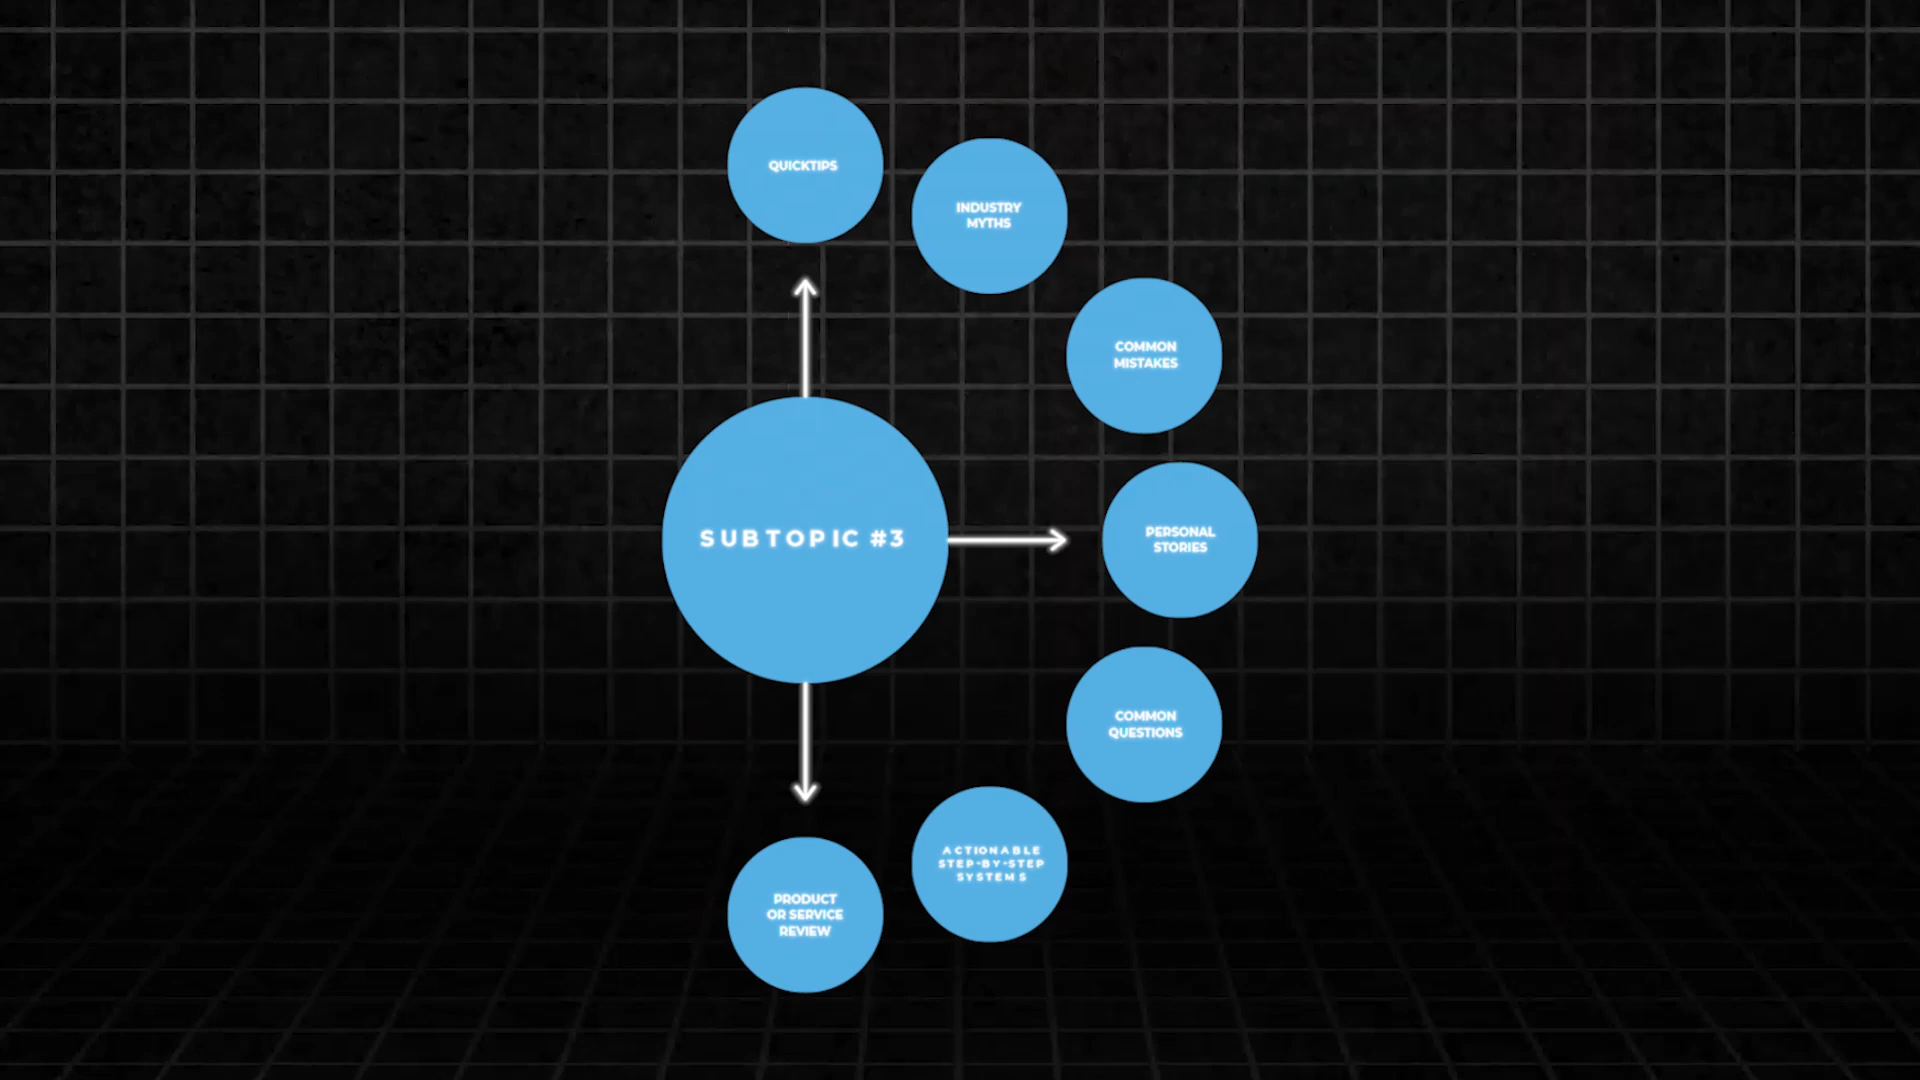 QUICKTIPS
INDUSTRY
MYTHS
COMMON
MISTAKES
SUBTOPIC #3
PERSONAL
STORIES
COMMON
QUESTIONS
ACTIONABLE
STEP-BY-STEP
SYSTEMS
PRODUCT
OR SERVICE
REVIEW